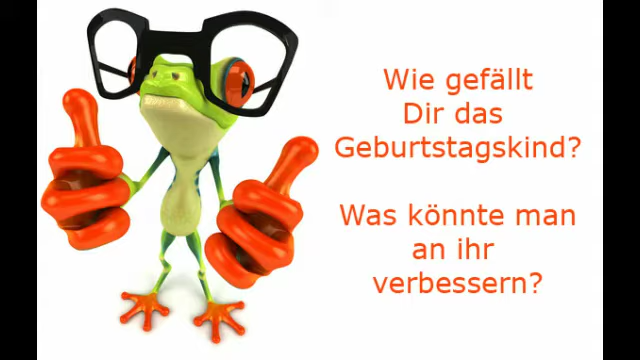 Wie gefällt
Dir das
Geburtstagskind?
Was könnte man
an ihr
verbessern?